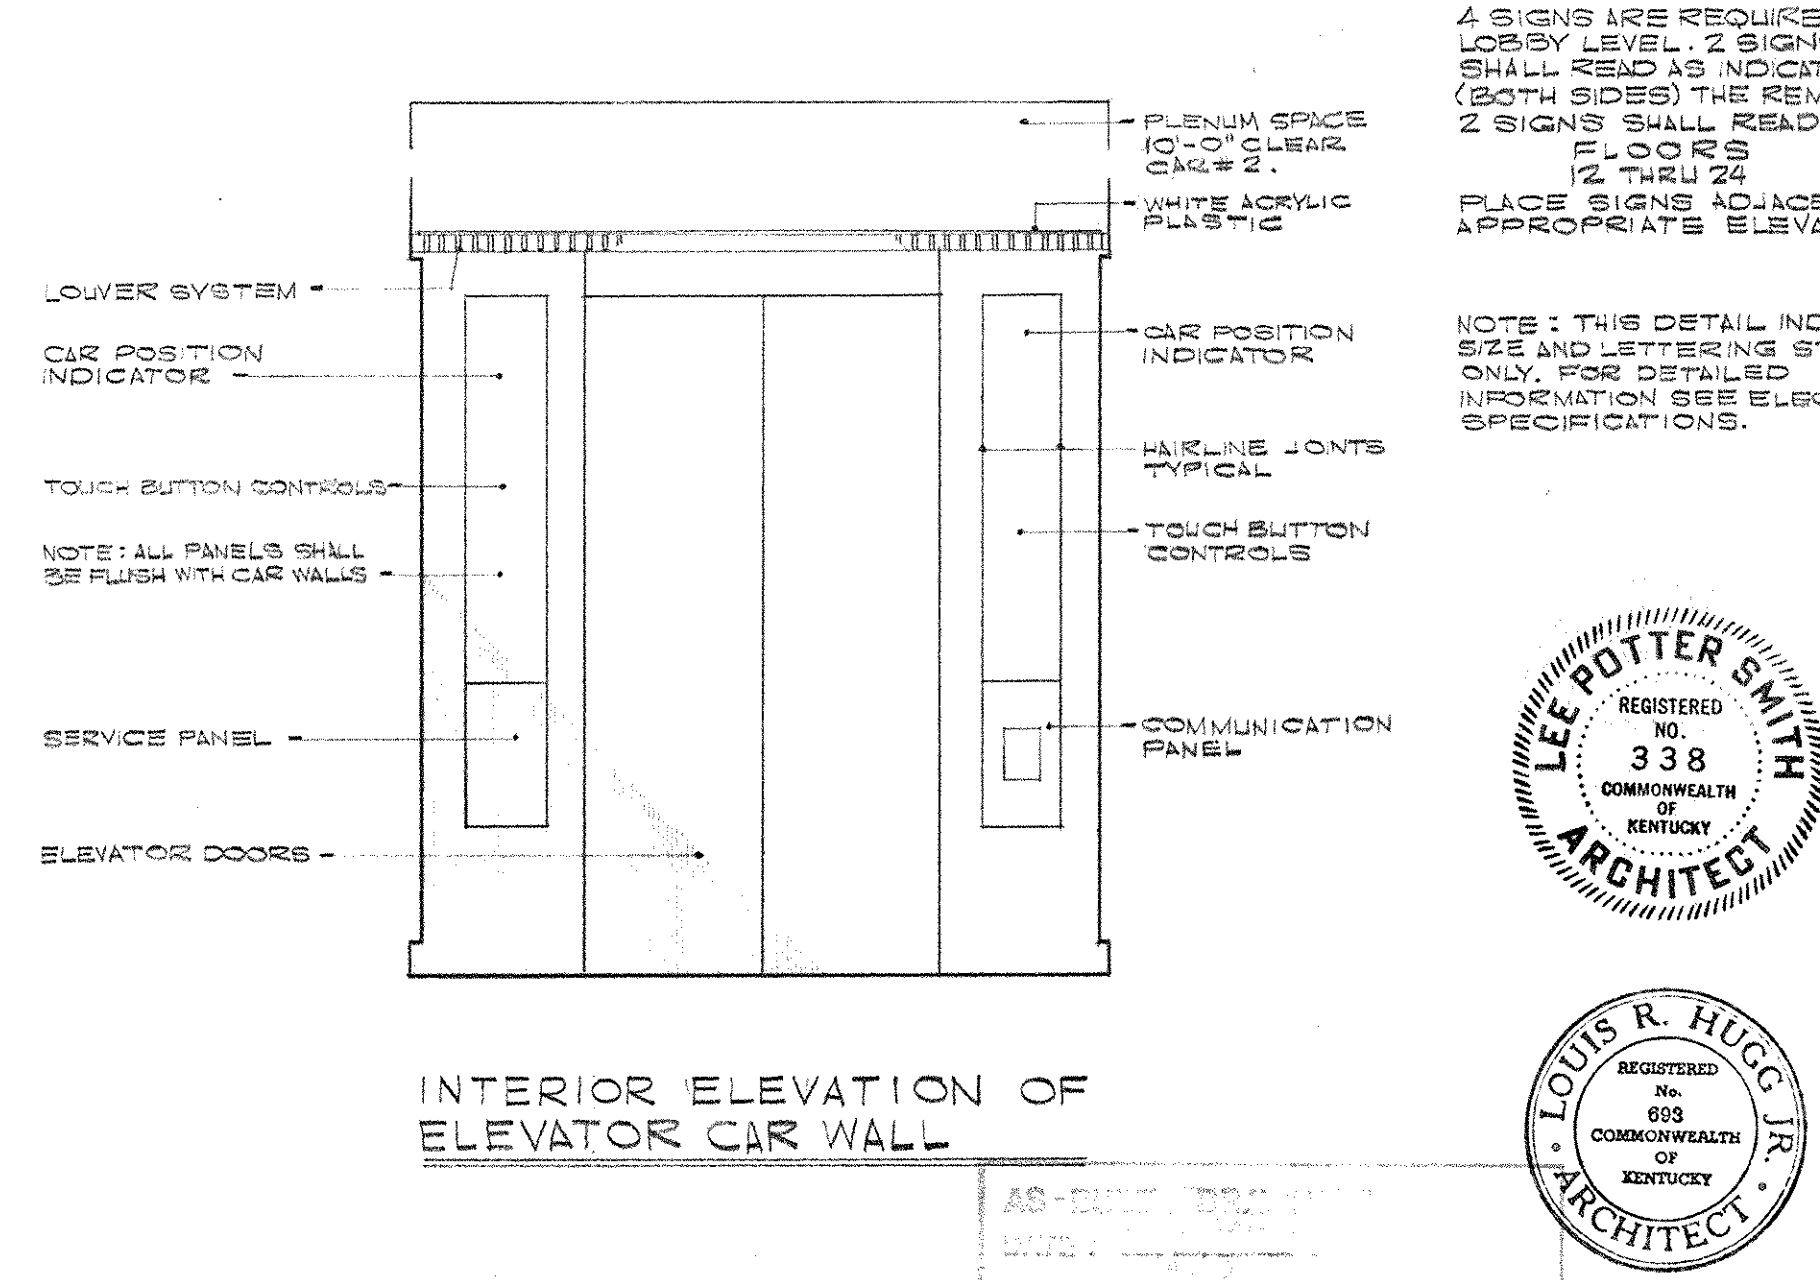 PLENUM SPACE
10'-0" CLEAR
CAR # 2.
WHITE ACRYLIC
PLASTIC
LOUVER SYSTEM
CAR POSITION
INDICATOR
TOUCH BUTTON CONTROLS
NOTE: ALL PANELS SHALL
BE FLUSH WITH CAR WALLS
SERVICE PANEL
ELEVATOR DOORS
CAR POSITION
INDICATOR
HAIRLINE JOINTS
TYPICAL
TOUCH BUTTON
CONTROLS
COMMUNICATION
PANEL
INTERIOR ELEVATION OF
ELEVATOR CAR WALL
4 SIGNS ARE REQUIRE
LOBBY LEVEL. 2 SIGNS
SHALL READ AS INDICAT
(BOTH SIDES) THE REM
2 SIGNS SHALL READ
FLOORS
12 THRU 24
PLACE SIGNS ADJACE
APPROPRIATE ELEVA
NOTE: THIS DETAIL IND
SIZE AND LETTERING ST
ONLY. FOR DETAILED
INFORMATION SEE ELEC
SPECIFICATIONS.
LEE POTTER SMITH
REGISTERED
NO.
338
COMMONWEALTH
OF
KENTUCKY
ARCHITECT
LOUIS R. HUGG JR.
REGISTERED
No.
693
COMMONWEALTH
OF
KENTUCKY
ARCHITECT
AS-